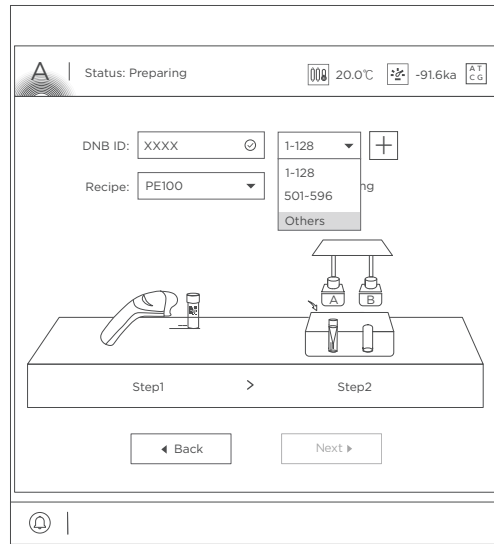 A
Status: Preparing
20.0℃
-91.6ka
A T
C G
DNB ID:
XXXX
1-128
Recipe:
PE100
1-128
501-596
Others
ng
A
B
Step1
>
Step2
Back
Next